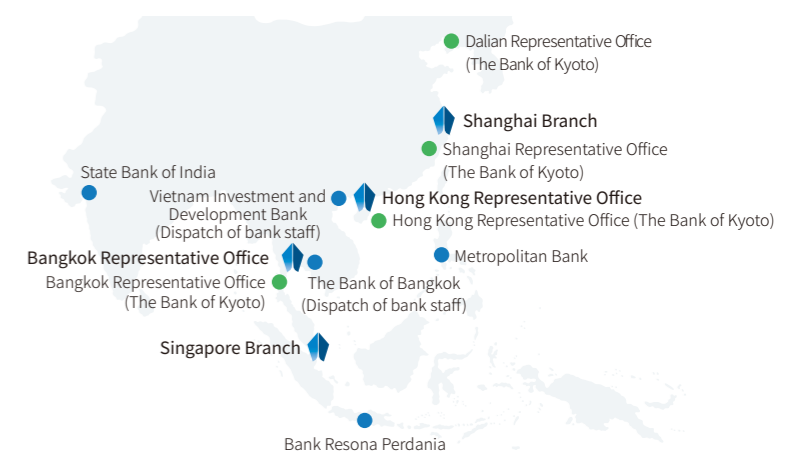 Dalian Representative Office
(The Bank of Kyoto)
Shanghai Branch
Shanghai Representative Office
(The Bank of Kyoto)
State Bank of India
Vietnam Investment and
Development Bank
(Dispatch of bank staff)
Hong Kong Representative Office
Hong Kong Representative Office (The Bank of Kyoto)
Bangkok Representative Office
Metropolitan Bank
Bangkok Representative Office
(The Bank of Kyoto)
The Bank of Bangkok
(Dispatch of bank staff)
Singapore Branch
Bank Resona Perdania